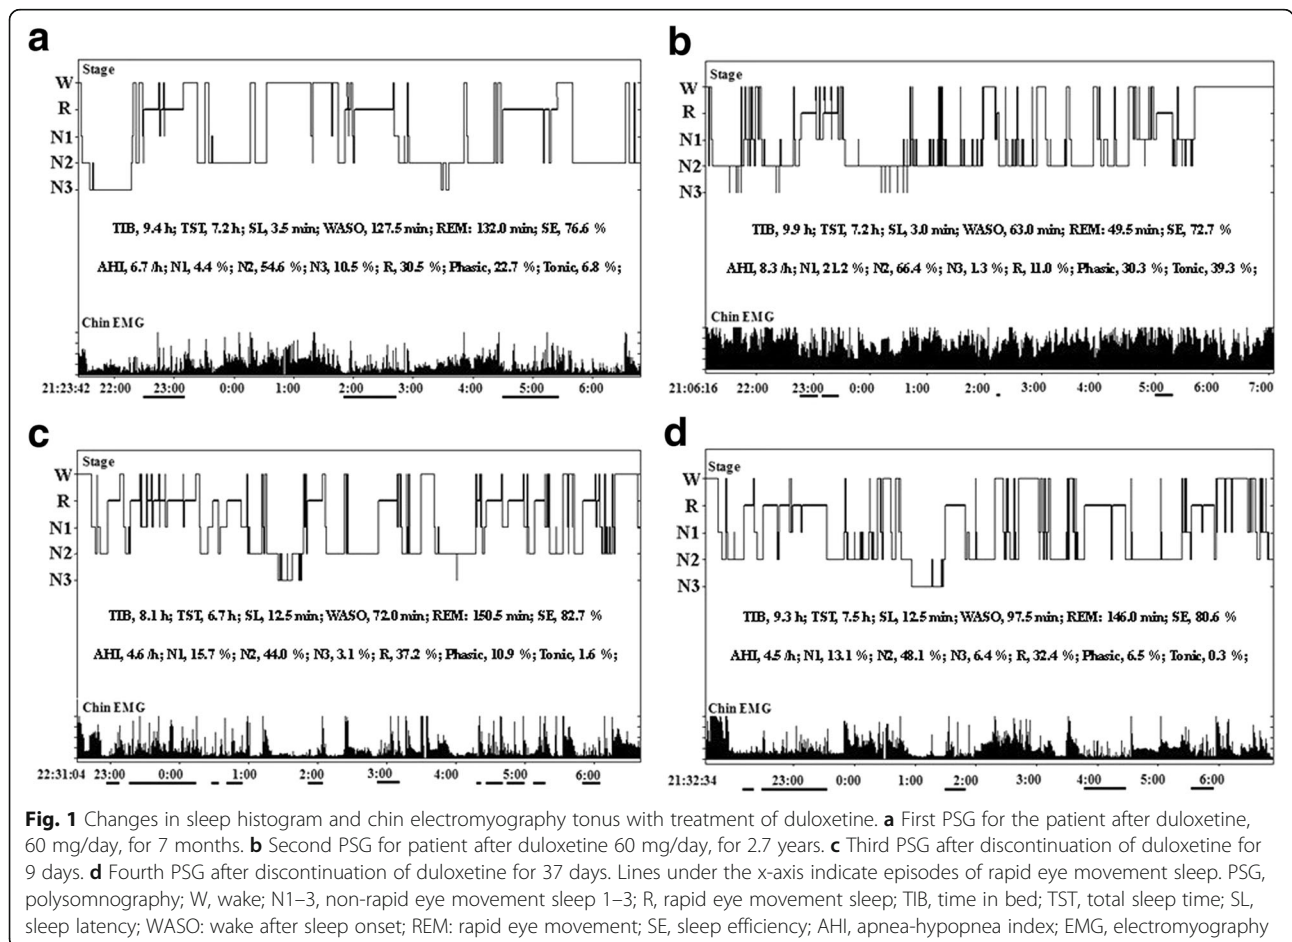 a
Stage
W
R
N1
N2
N3
TIB, 9.4 h; TST, 7.2 h; SL, 3.5 min; WASO, 127.5 min; REM: 132.0 min; SE, 76.6 %
AHI, 6.7 /h; N1, 4.4 %; N2, 54.6 %; N3, 10.5 %; R, 30.5 %; Phasic, 22.7 %; Tonic, 6.8 %;
Chin EMG
21:23:42 22:00 23:00 0:00 1:00 2:00 3:00 4:00 5:00 6:00
b
Stage
W
R
N1
N2
N3
TIB, 9.9 h; TST, 7.2 h; SL, 3.0 min; WASO, 63.0 min; REM: 49.5 min; SE, 72.7 %
AHI, 8.3 /h; N1, 21.2 %; N2, 66.4 %; N3, 1.3 %; R, 11.0 %; Phasic, 30.3 %; Tonic, 39.3 %;
Chin EMG
21:06:16 22:00 23:00 0:00 1:00 2:00 3:00 4:00 5:00 6:00 7:00
c
Stage
W
R
N1
N2
N3
TIB, 8.1 h; TST, 6.7 h; SL, 12.5 min; WASO, 72.0 min; REM: 150.5 min; SE, 82.7 %
AHI, 4.6 /h; N1, 15.7 %; N2, 44.0 %; N3, 3.1 %; R, 37.2 %; Phasic, 10.9 %; Tonic, 1.6 %;
Chin EMG
22:31:04 23:00 0:00 1:00 2:00 3:00 4:00 5:00 6:00
d
Stage
W
R
N1
N2
N3
TIB, 9.3 h; TST, 7.5 h; SL, 12.5 min; WASO, 97.5 min; REM: 146.0 min; SE, 80.6 %
AHI, 4.5 /h; N1, 13.1 %; N2, 48.1 %; N3, 6.4 %; R, 32.4 %; Phasic, 6.5 %; Tonic, 0.3 %;
Chin EMG
21:32:34 23:00 0:00 1:00 2:00 3:00 4:00 5:00 6:00
Fig. 1 Changes in sleep histogram and chin electromyography tonus with treatment of duloxetine. a First PSG for the patient after duloxetine,
60 mg/day, for 7 months. b Second PSG for patient after duloxetine 60 mg/day, for 2.7 years. c Third PSG after discontinuation of duloxetine for
9 days. d Fourth PSG after discontinuation of duloxetine for 37 days. Lines under the x-axis indicate episodes of rapid eye movement sleep. PSG,
polysomnography; W, wake; N1–3, non-rapid eye movement sleep 1–3; R, rapid eye movement sleep; TIB, time in bed; TST, total sleep time; SL,
sleep latency; WASO: wake after sleep onset; REM: rapid eye movement; SE, sleep efficiency; AHI, apnea-hypopnea index; EMG, electromyography